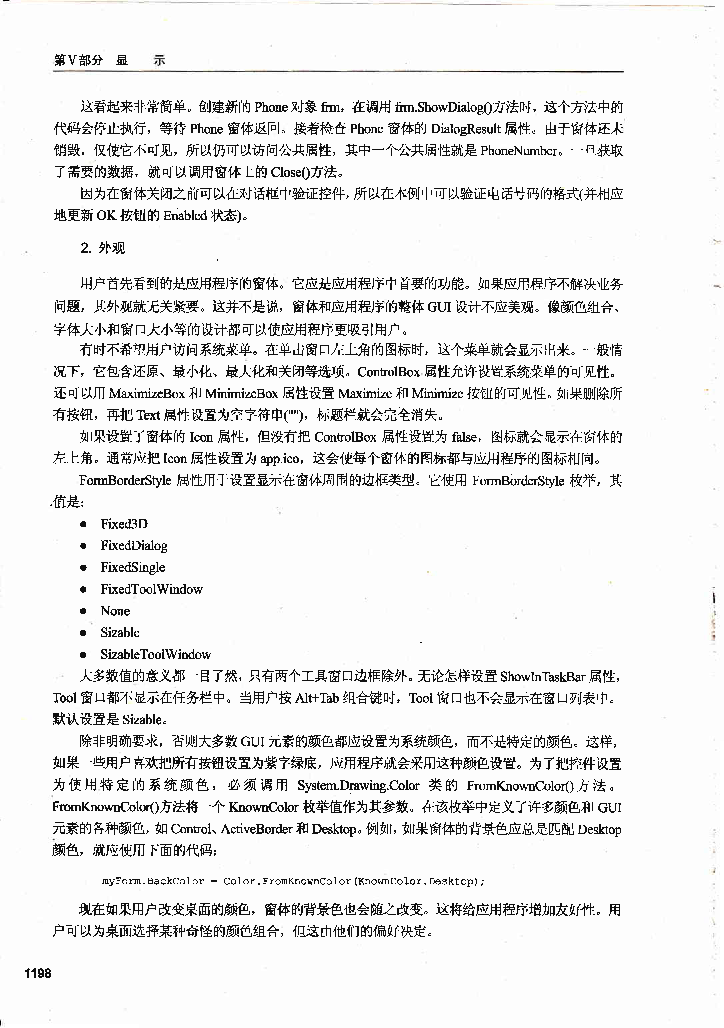 第Ⅴ部分 显 示
这看起来非常简单。创建新的 Phone 对象 frm，在调用 frm.ShowDialog()方法时，这个方法中的
代码会停止执行，等待 Phone 窗体返回。接着检查 Phone 窗体的 DialogResult 属性。由于窗体还未
销毁，仅使它不可见，所以仍可以访问公共属性，其中一个公共属性就是 PhoneNumber。一旦获取
了需要的数据，就可以调用窗体上的 Close()方法。
因为在窗体关闭之前可以在对话框中验证控件，所以在本例中可以验证电话号码的格式(并相应
地更新 OK 按钮的 Enabled 状态)。
2. 外观
用户首先看到的是应用程序的窗体。它应是应用程序中首要的功能。如果应用程序不解决业务
问题，其外观就无关紧要。这并不是说，窗体和应用程序的整体 GUI 设计不应美观。像颜色组合、
字体大小和窗口大小等的设计都可以使应用程序更吸引用户。
有时不希望用户访问系统菜单。在单击窗口左上角的图标时，这个菜单就会显示出来。一般情
况下，它包含还原、最小化、最大化和关闭等选项。ControlBox 属性允许设置系统菜单的可见性。
还可以用 MaximizeBox 和 MinimizeBox 属性设置 Maximize 和 Minimize 按钮的可见性。如果删除所
有按钮，再把 Text 属性设置为空字符串("")，标题栏就会完全消失。
如果设置了窗体的 Icon 属性，但没有把 ControlBox 属性设置为 false，图标就会显示在窗体的
左上角。通常应把 Icon 属性设置为 app.ico，这会使每个窗体的图标都与应用程序的图标相同。
FormBorderStyle 属性用于设置显示在窗体周围的边框类型。它使用 FormBorderStyle 枚举，其
值是：
● Fixed3D
● FixedDialog
● FixedSingle
● FixedToolWindow
● None
● Sizable
● SizableToolWindow
大多数值的意义都一目了然，只有两个工具窗口边框除外。无论怎样设置 ShowInTaskBar 属性，
Tool 窗口都不显示在任务栏中。当用户按 Alt+Tab 组合键时，Tool 窗口也不会显示在窗口列表中。
默认设置是 Sizable。
除非明确要求，否则大多数 GUI 元素的颜色都应设置为系统颜色，而不是特定的颜色。这样，
如果一些用户喜欢把所有按钮设置为紫字绿底，应用程序就会采用这种颜色设置。为了把控件设置
为使用特定的系统颜色，必须调用 System.Drawing.Color 类的 FromKnownColor()方法。
FromKnownColor()方法将一个 KnownColor 枚举值作为其参数。在该枚举中定义了许多颜色和 GUI
元素的各种颜色，如 Control、ActiveBorder 和 Desktop。例如，如果窗体的背景色应总是匹配 Desktop
颜色，就应使用下面的代码：
myForm.BackColor = Color.FromKnownColor(KnownColor.Desktop);
现在如果用户改变桌面的颜色，窗体的背景色也会随之改变。这将给应用程序增加友好性。用
户可以为桌面选择某种奇怪的颜色组合，但这由他们的偏好决定。
1198